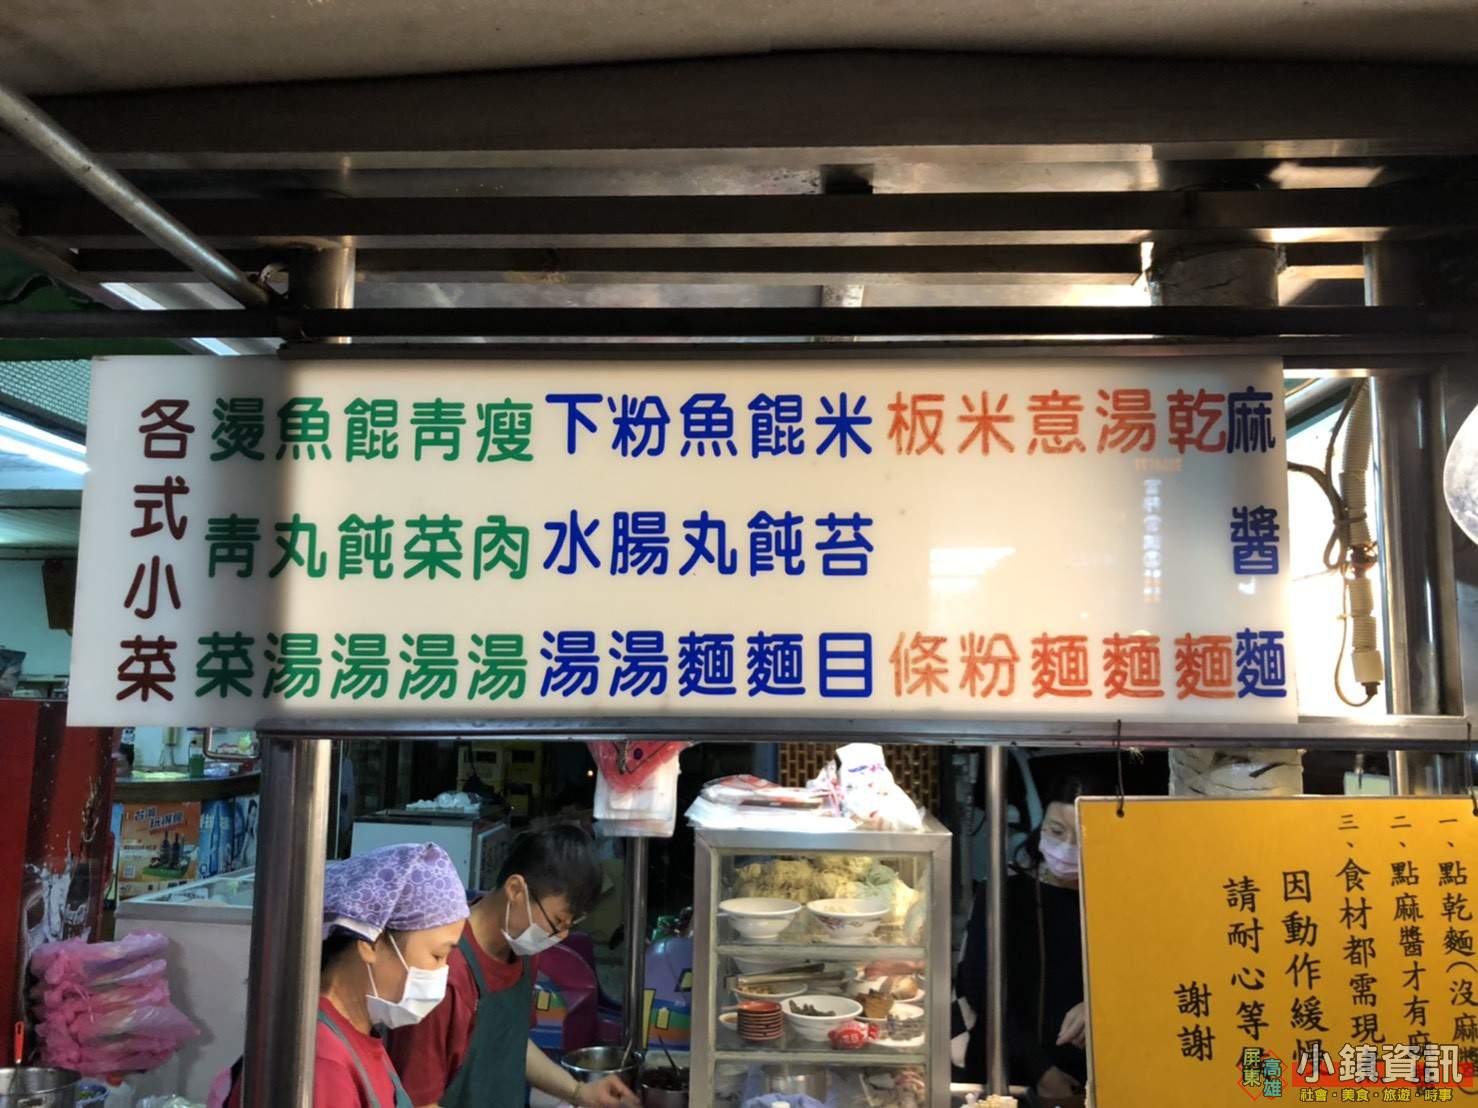 麻醬麵
乾麵
湯麵
意麵
米粉
板條
米苔目
餛飩麵
魚丸麵
粉腸湯
下水湯
瘦肉湯
青菜湯
餛飩湯
魚丸湯
燙青菜
各式小菜
一、點乾麵(沒麻醬
二、點麻醬才有麻
三、食材都需現
因動作緩慢
請耐心等
謝謝
屏東
高雄
小鎮資訊
社會・美食・旅遊・時事